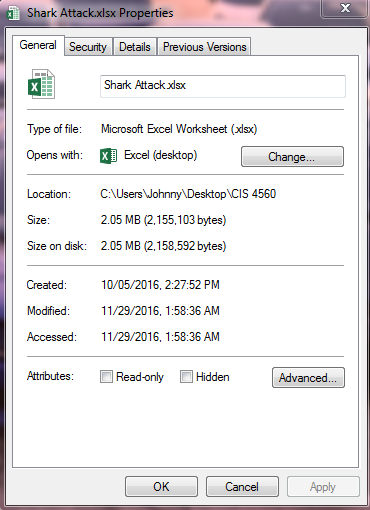 Shark Attack.xlsx Properties
General Security Details Previous Versions
Shark Attack.xlsx
Type of file: Microsoft Excel Worksheet (.xlsx)
Opens with: Excel (desktop) Change...
Location: C:\Users\Johnny\Desktop\CIS 4560
Size: 2.05 MB (2,155,103 bytes)
Size on disk: 2.05 MB (2,158,592 bytes)
Created: 10/05/2016, 2:27:52 PM
Modified: 11/29/2016, 1:58:36 AM
Accessed: 11/29/2016, 1:58:36 AM
Attributes: Read-only Hidden Advanced...
OK Cancel Apply